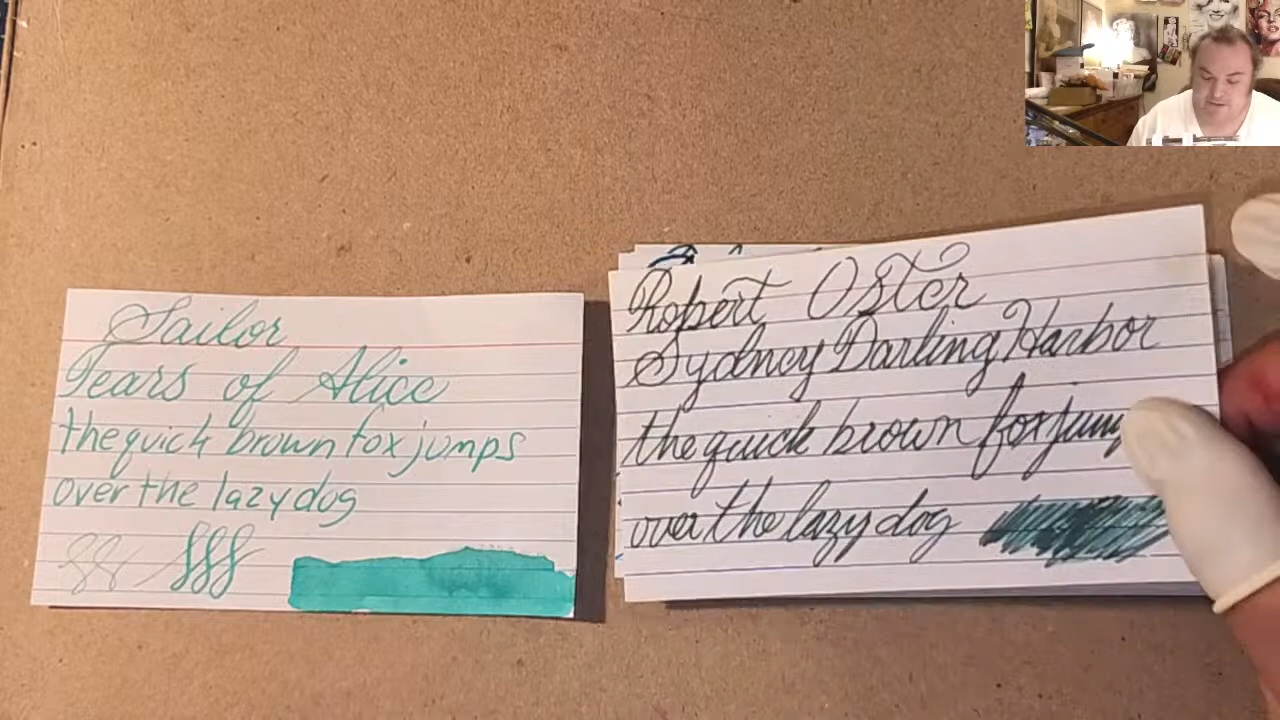 Sailor
Tears of Alice
the quick brown fox jumps
over the lazy dog
Robert Oster
Sydney Darling Harbor
the quick brown fox jum
over the lazy dog